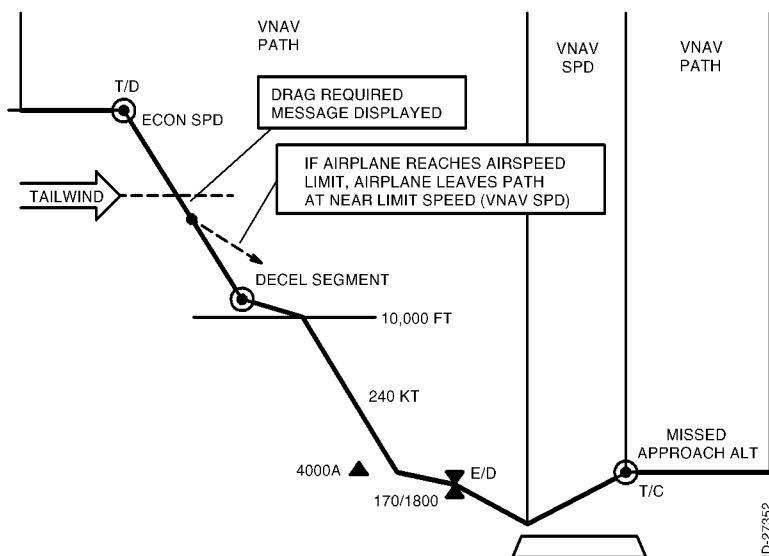 VNAV
PATH
VNAV
SPD
VNAV
PATH
T/D
ECON SPD
DRAG REQUIRED
MESSAGE DISPLAYED
IF AIRPLANE REACHES AIRSPEED
LIMIT, AIRPLANE LEAVES PATH
AT NEAR LIMIT SPEED (VNAV SPD)
TAILWIND
DECEL SEGMENT
10,000 FT
240 KT
4000A
E/D
170/1800
MISSED
APPROACH ALT
T/C
D-27352